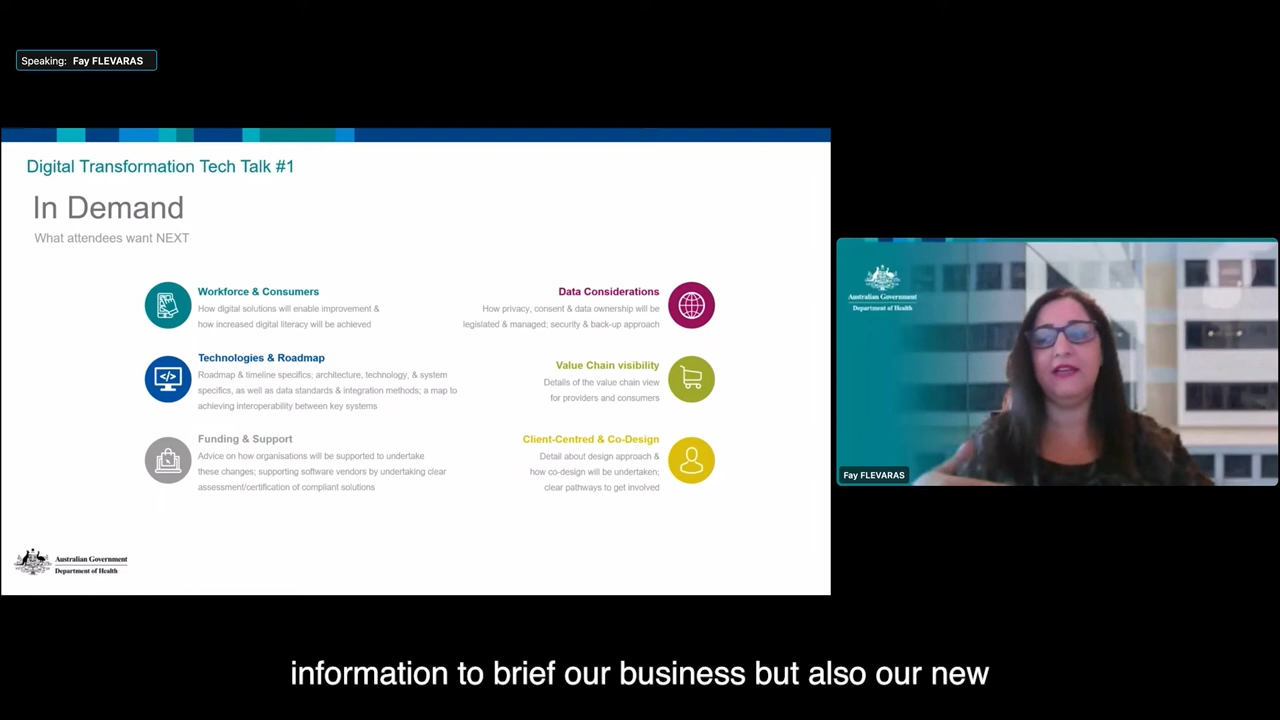 Speaking: Fay FLEVARAS
Digital Transformation Tech Talk #1
In Demand
What attendees want NEXT
Workforce & Consumers
How digital solutions will enable improvement &
how increased digital literacy will be achieved
Technologies & Roadmap
Roadmap & timeline specifics; architecture, technology, & system
specifics, as well as data standards & integration methods; a map to
achieving interoperability between key systems
Funding & Support
Advice on how organisations will be supported to undertake
these changes; supporting software vendors by undertaking clear
assessment/certification of compliant solutions
Data Considerations
How privacy, consent & data ownership will be
legislated & managed; security & back-up approach
Value Chain visibility
Details of the value chain view
for providers and consumers
Client-Centred & Co-Design
Detail about design approach &
how co-design will be undertaken;
clear pathways to get involved
Australian Government
Department of Health
Australian Government
Department of Health
Fay FLEVARAS
information to brief our business but also our new